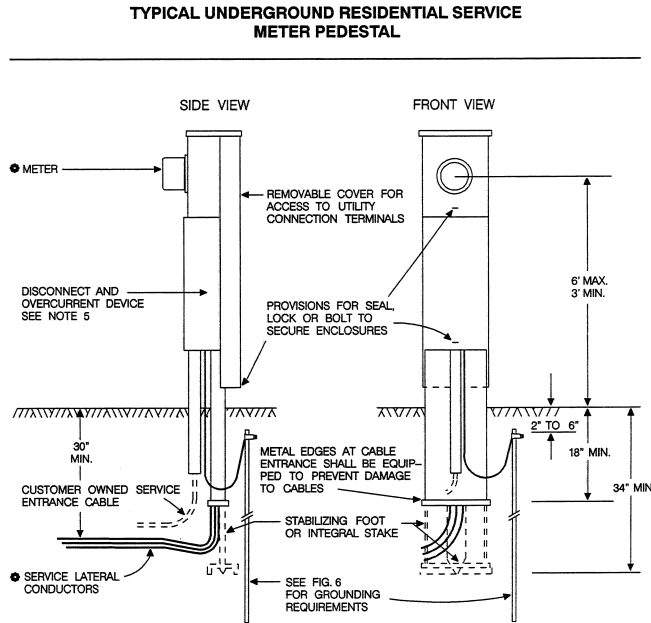 TYPICAL UNDERGROUND RESIDENTIAL SERVICE
METER PEDESTAL
SIDE VIEW
FRONT VIEW
METER
REMOVABLE COVER FOR
ACCESS TO UTILITY
CONNECTION TERMINALS
6' MAX.
3' MIN.
DISCONNECT AND
OVERCURRENT DEVICE
SEE NOTE 5
PROVISIONS FOR SEAL,
LOCK OR BOLT TO
SECURE ENCLOSURES
2" TO 6"
30"
MIN.
METAL EDGES AT CABLE
ENTRANCE SHALL BE EQUIP-
PED TO PREVENT DAMAGE
TO CABLES
18" MIN.
34" MIN.
CUSTOMER OWNED SERVICE
ENTRANCE CABLE
STABILIZING FOOT
OR INTEGRAL STAKE
SERVICE LATERAL
CONDUCTORS
SEE FIG. 6
FOR GROUNDING
REQUIREMENTS